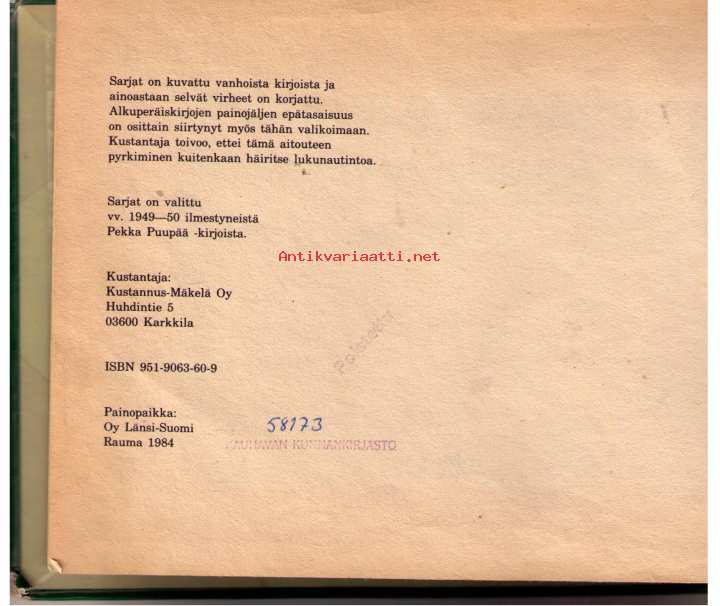 Sarjat on kuvattu vanhoista kirjoista ja
ainoastaan selvät virheet on korjattu.
Alkuperäiskirjojen painojäljen epätasaisuus
on osittain siirtynyt myös tähän valikoimaan.
Kustantaja toivoo, ettei tämä aitouteen
pyrkiminen kuitenkaan häiritse lukunautintoa.
Sarjat on valittu
vv. 1949—50 ilmestyneistä
Pekka Puupää -kirjoista.
Antikvariaatti.net
Kustantaja:
Kustannus-Mäkelä Oy
Huhdintie 5
03600 Karkkila
Poistettu
ISBN 951-9063-60-9
Painopaikka:
Oy Länsi-Suomi
Rauma 1984
58173
KAUHAVAN KUNNANKIRJASTO